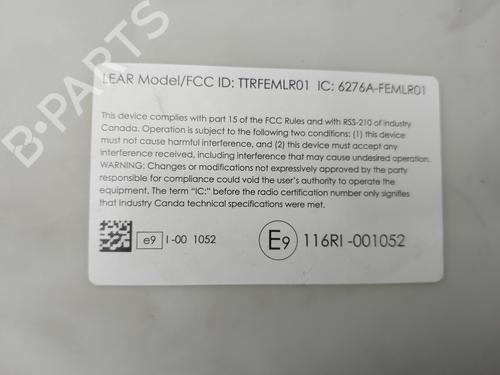 B-PARTS
LEAR Model/FCC ID: TTRFEMLR01 IC: 6276A-FEMLR01
This device complies with part 15 of the FCC Rules and with RSS-210 of industry
Canada. Operation is subject to the following two conditions: (1) this device
must not cause harmful interference, and (2) this device must accept any
interference received, including interference that may cause undesired operation.
WARNING: Changes or modifications not expressively approved by the party
responsible for compliance could void the user's authority to operate the
equipment. The term "IC:" before the radio certification number only signifies
that Industry Canda technical specifications were met.
e9 I-00 1052
E9 116RI -001052